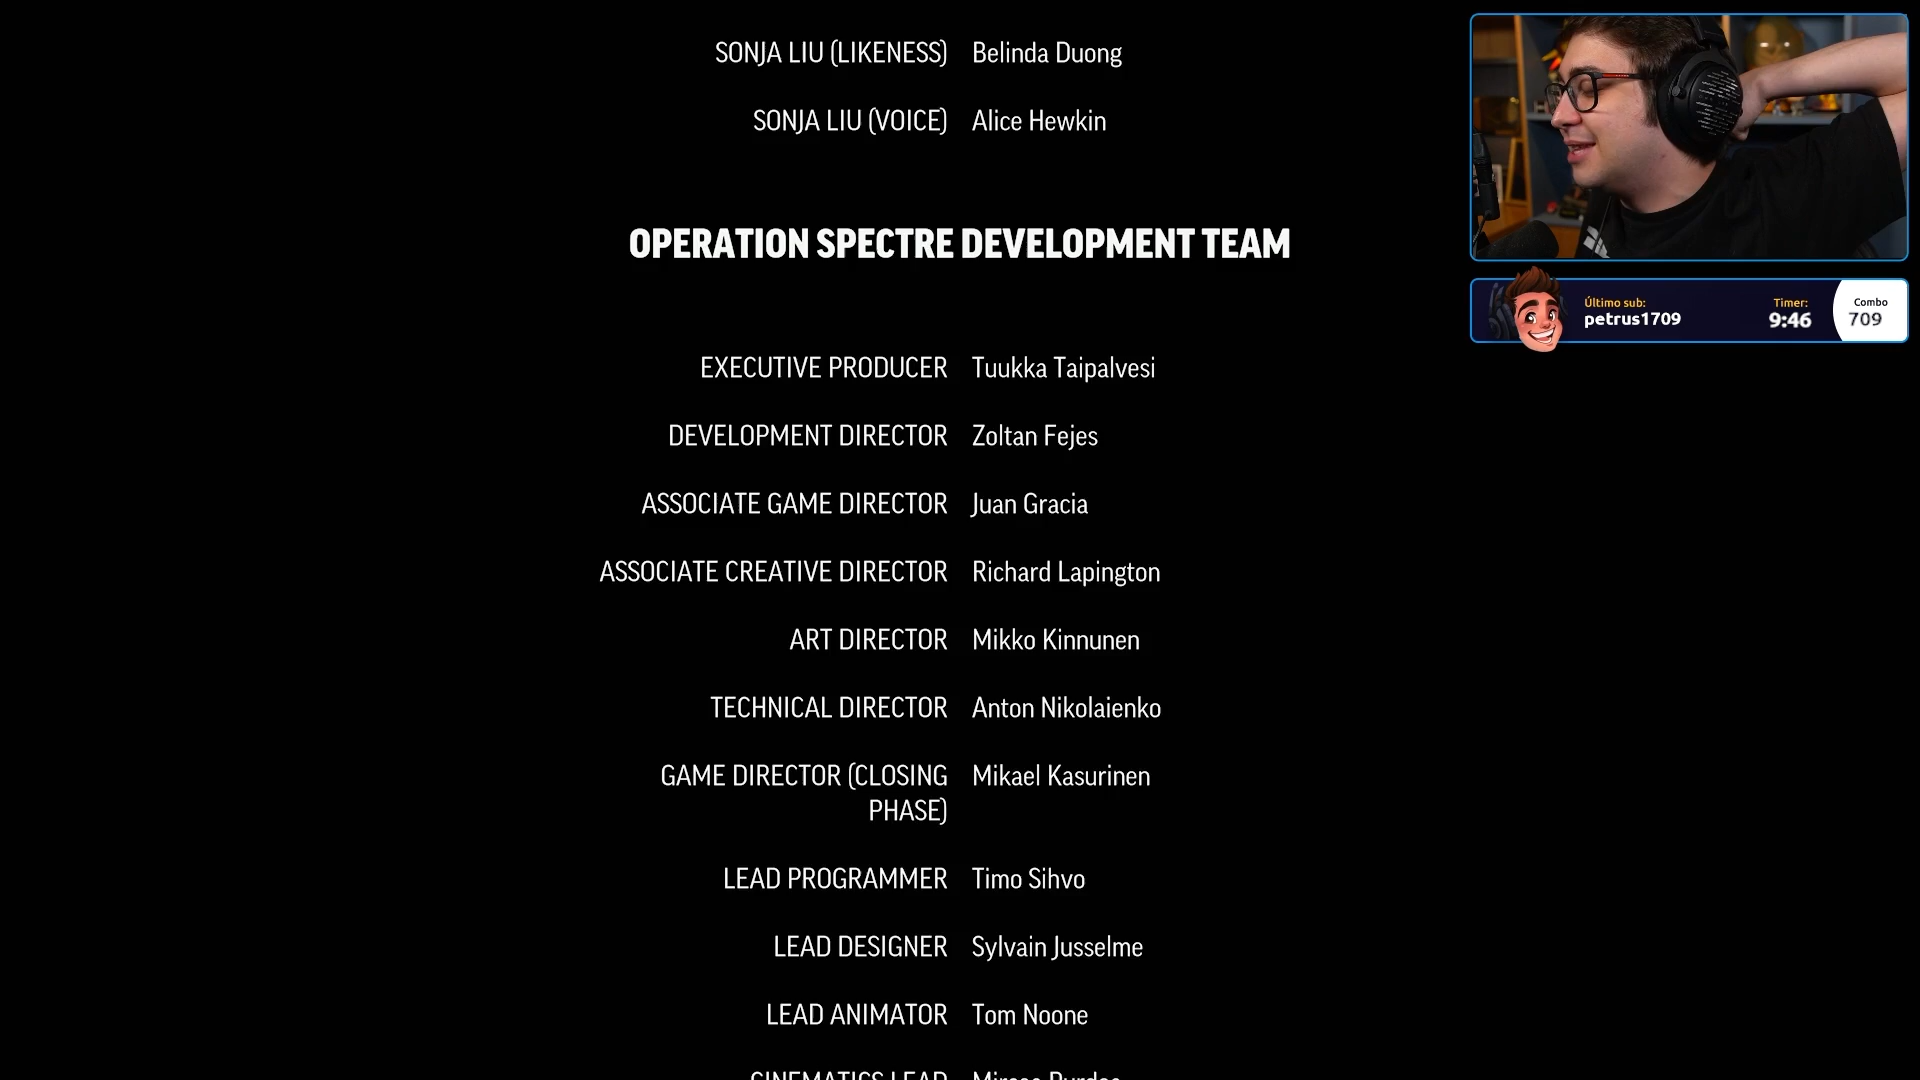 SONJA LIU (LIKENESS) Belinda Duong
SONJA LIU (VOICE) Alice Hewkin
OPERATION SPECTRE DEVELOPMENT TEAM
EXECUTIVE PRODUCER Tuukka Taipalvesi
DEVELOPMENT DIRECTOR Zoltan Fejes
ASSOCIATE GAME DIRECTOR Juan Gracia
ASSOCIATE CREATIVE DIRECTOR Richard Lapington
ART DIRECTOR Mikko Kinnunen
TECHNICAL DIRECTOR Anton Nikolaienko
GAME DIRECTOR (CLOSING Mikael Kasurinen
PHASE)
LEAD PROGRAMMER Timo Sihvo
LEAD DESIGNER Sylvain Jusselme
LEAD ANIMATOR Tom Noone
CINEMATICS LEAD
Último sub:
petrus1709
Timer:
9:46
Combo
709